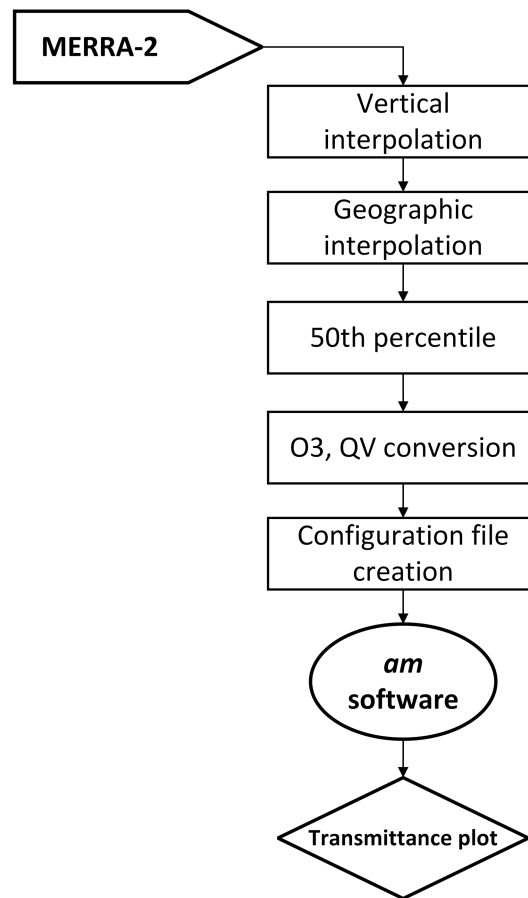 MERRA-2
Vertical
interpolation
Geographic
interpolation
50th percentile
O3, QV conversion
Configuration file
creation
am
software
Transmittance plot